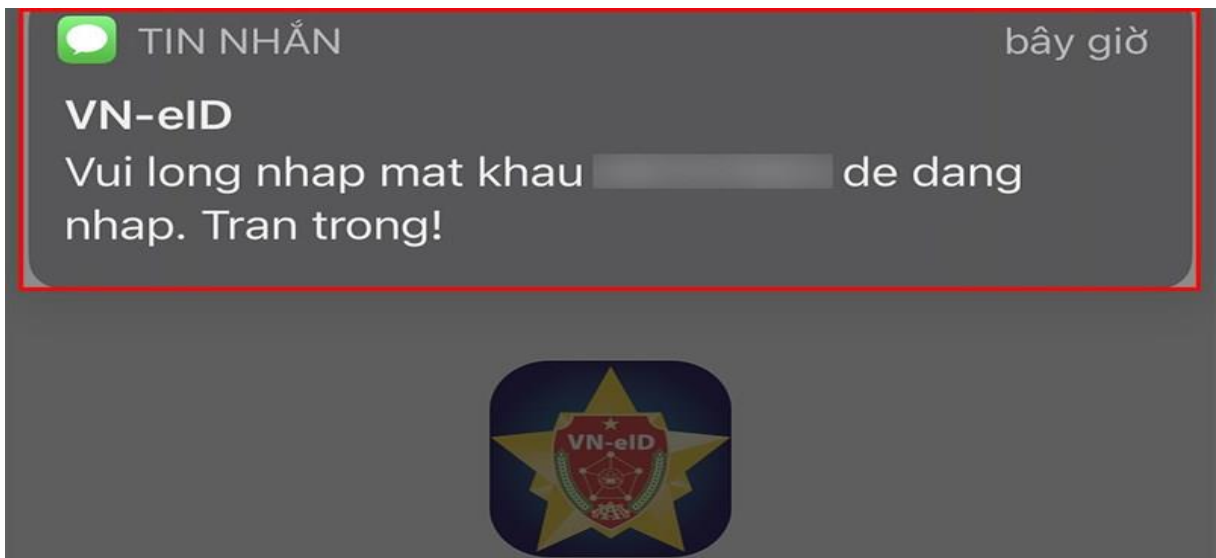 TIN NHẮN bây giờ
VN-eID
Vui long nhap mat khau de dang
nhap. Tran trong!
VN-eID